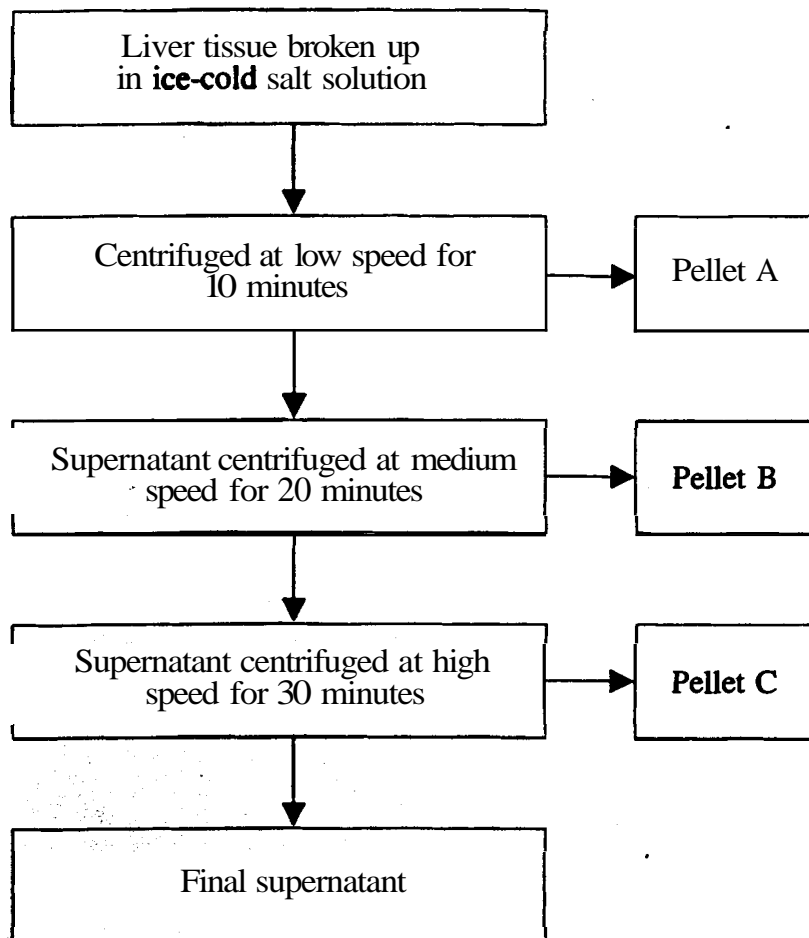 Liver tissue broken up
in ice-cold salt solution
Centrifuged at low speed for
10 minutes
Pellet A
Supernatant centrifuged at medium
speed for 20 minutes
Pellet B
Supernatant centrifuged at high
speed for 30 minutes
Pellet C
Final supernatant